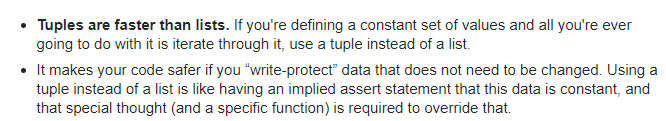 Tuples are faster than lists. If you're defining a constant set of values and all you're ever
going to do with it is iterate through it, use a tuple instead of a list.
It makes your code safer if you “write-protect” data that does not need to be changed. Using a
tuple instead of a list is like having an implied assert statement that this data is constant, and
that special thought (and a specific function) is required to override that.